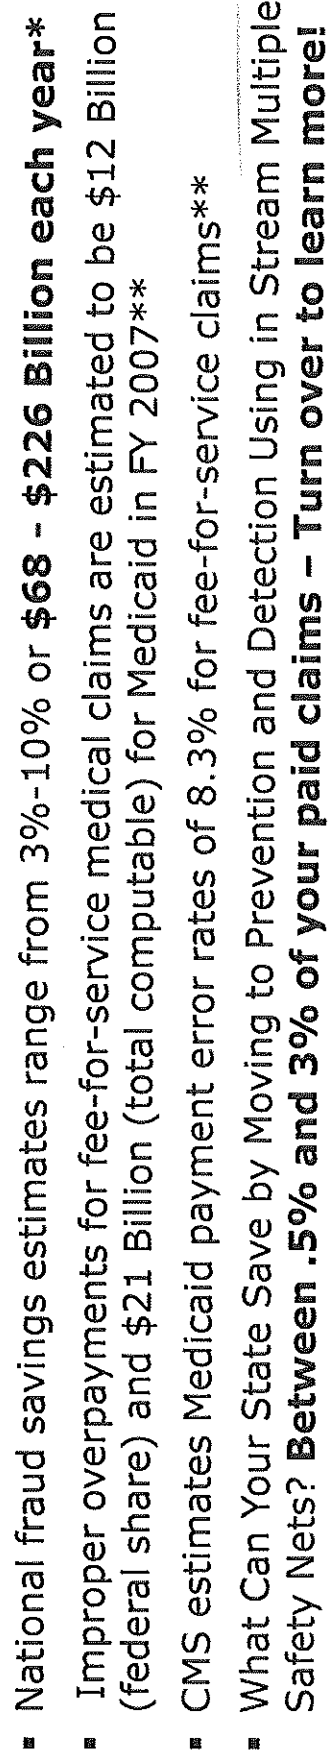 ▪ National fraud savings estimates range from 3%-10% or $68 - $226 Billion each year*
▪ Improper overpayments for fee-for-service medical claims are estimated to be $12 Billion
(federal share) and $21 Billion (total computable) for Medicaid in FY 2007**
▪ CMS estimates Medicaid payment error rates of 8.3% for fee-for-service claims**
▪ What Can Your State Save by Moving to Prevention and Detection Using in Stream Multiple
Safety Nets? Between .5% and 3% of your paid claims – Turn over to learn more!